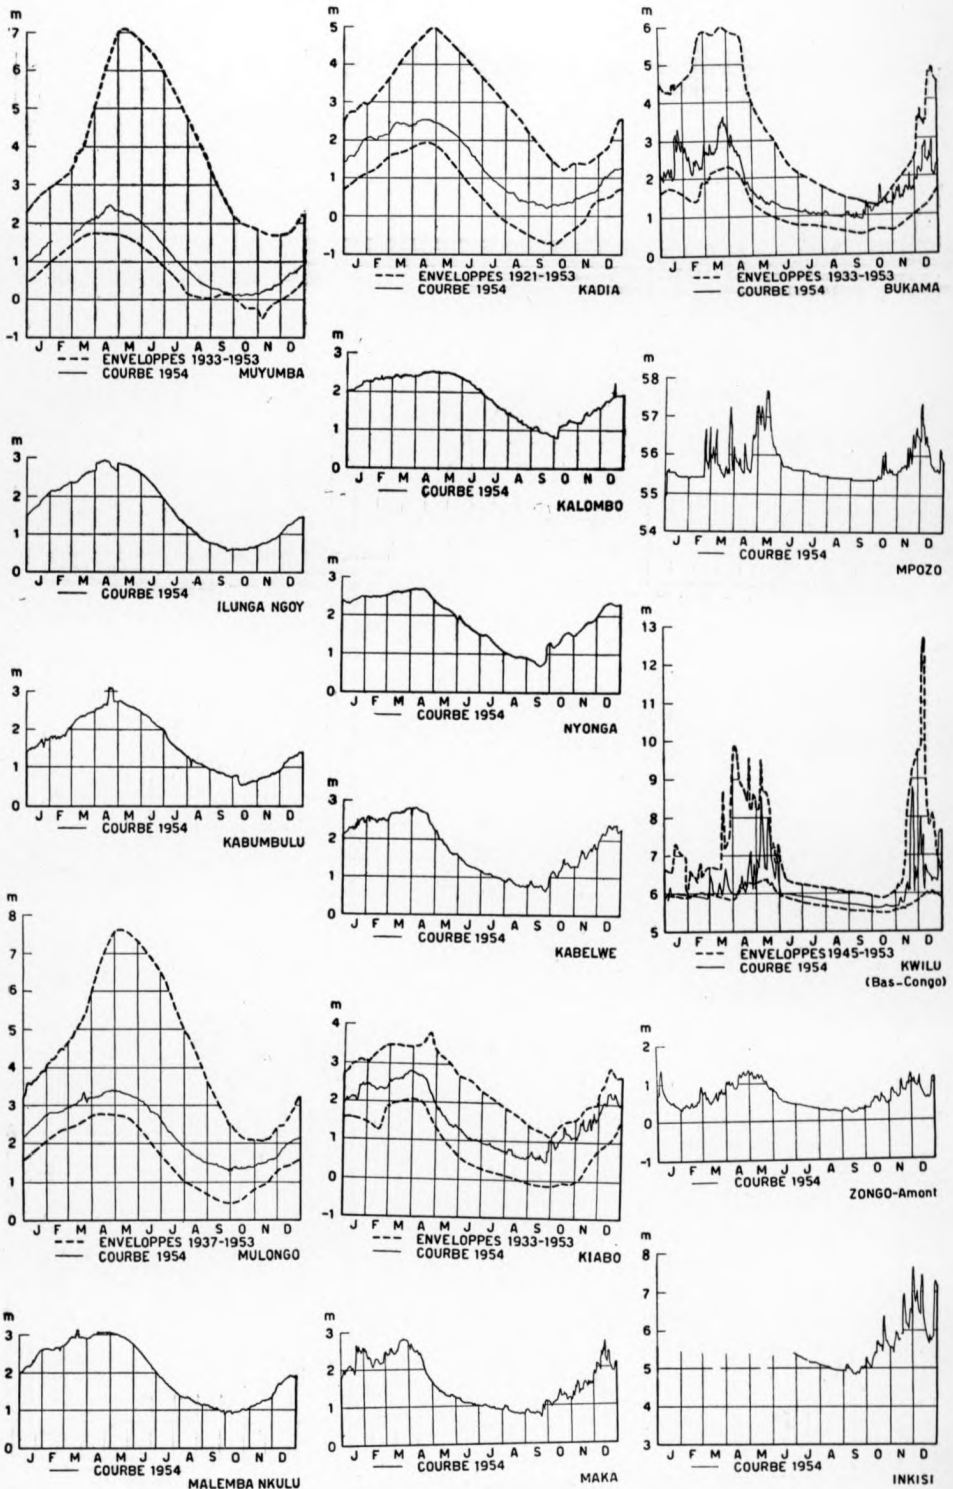 m
7
6
5
4
3
2
1
0
-1
J F M A M J J A S O N D
--- ENVELOPPES 1933-1953
— COURBE 1954
MUYUMBA
m
3
2
1
0
J F M A M J J A S O N D
— COURBE 1954
ILUNGA NGOY
m
3
2
1
0
J F M A M J J A S O N D
— COURBE 1954
KABUMBULU
m
8
7
6
5
4
3
2
1
0
J F M A M J J A S O N D
--- ENVELOPPES 1937-1953
— COURBE 1954
MULONGO
m
3
2
1
0
J F M A M J J A S O N D
— COURBE 1954
MALEMBA NKULU
m
5
4
3
2
1
0
-1
J F M A M J J A S O N D
--- ENVELOPPES 1921-1953
— COURBE 1954
KADIA
3
2
1
0
J F M A M J J A S O N D
— COURBE 1954
KALOMBO
m
3
2
1
0
J F M A M J J A S O N D
— COURBE 1954
NYONGA
m
3
2
1
0
J F M A M J J A S O N D
— COURBE 1954
KABELWE
m
4
3
2
1
0
-1
J F M A M J J A S O N D
--- ENVELOPPES 1933-1953
— COURBE 1954
KIABO
m
3
2
1
0
J F M A M J J A S O N D
— COURBE 1954
MAKA
m
6
5
4
3
2
1
0
J F M A M J J A S O N D
--- ENVELOPPES 1933-1953
— COURBE 1954
BUKAMA
m
58
57
56
55
54
J F M A M J J A S O N D
— COURBE 1954
MPOZO
m
13
12
11
10
9
8
7
6
5
J F M A M J J A S O N D
--- ENVELOPPES 1945-1953
— COURBE 1954
KWILU
(Bas-Congo)
m
2
1
0
-1
J F M A M J J A S O N D
— COURBE 1954
ZONGO-Amont
m
8
7
6
5
4
3
J F M A M J J A S O N D
— COURBE 1954
INKISI